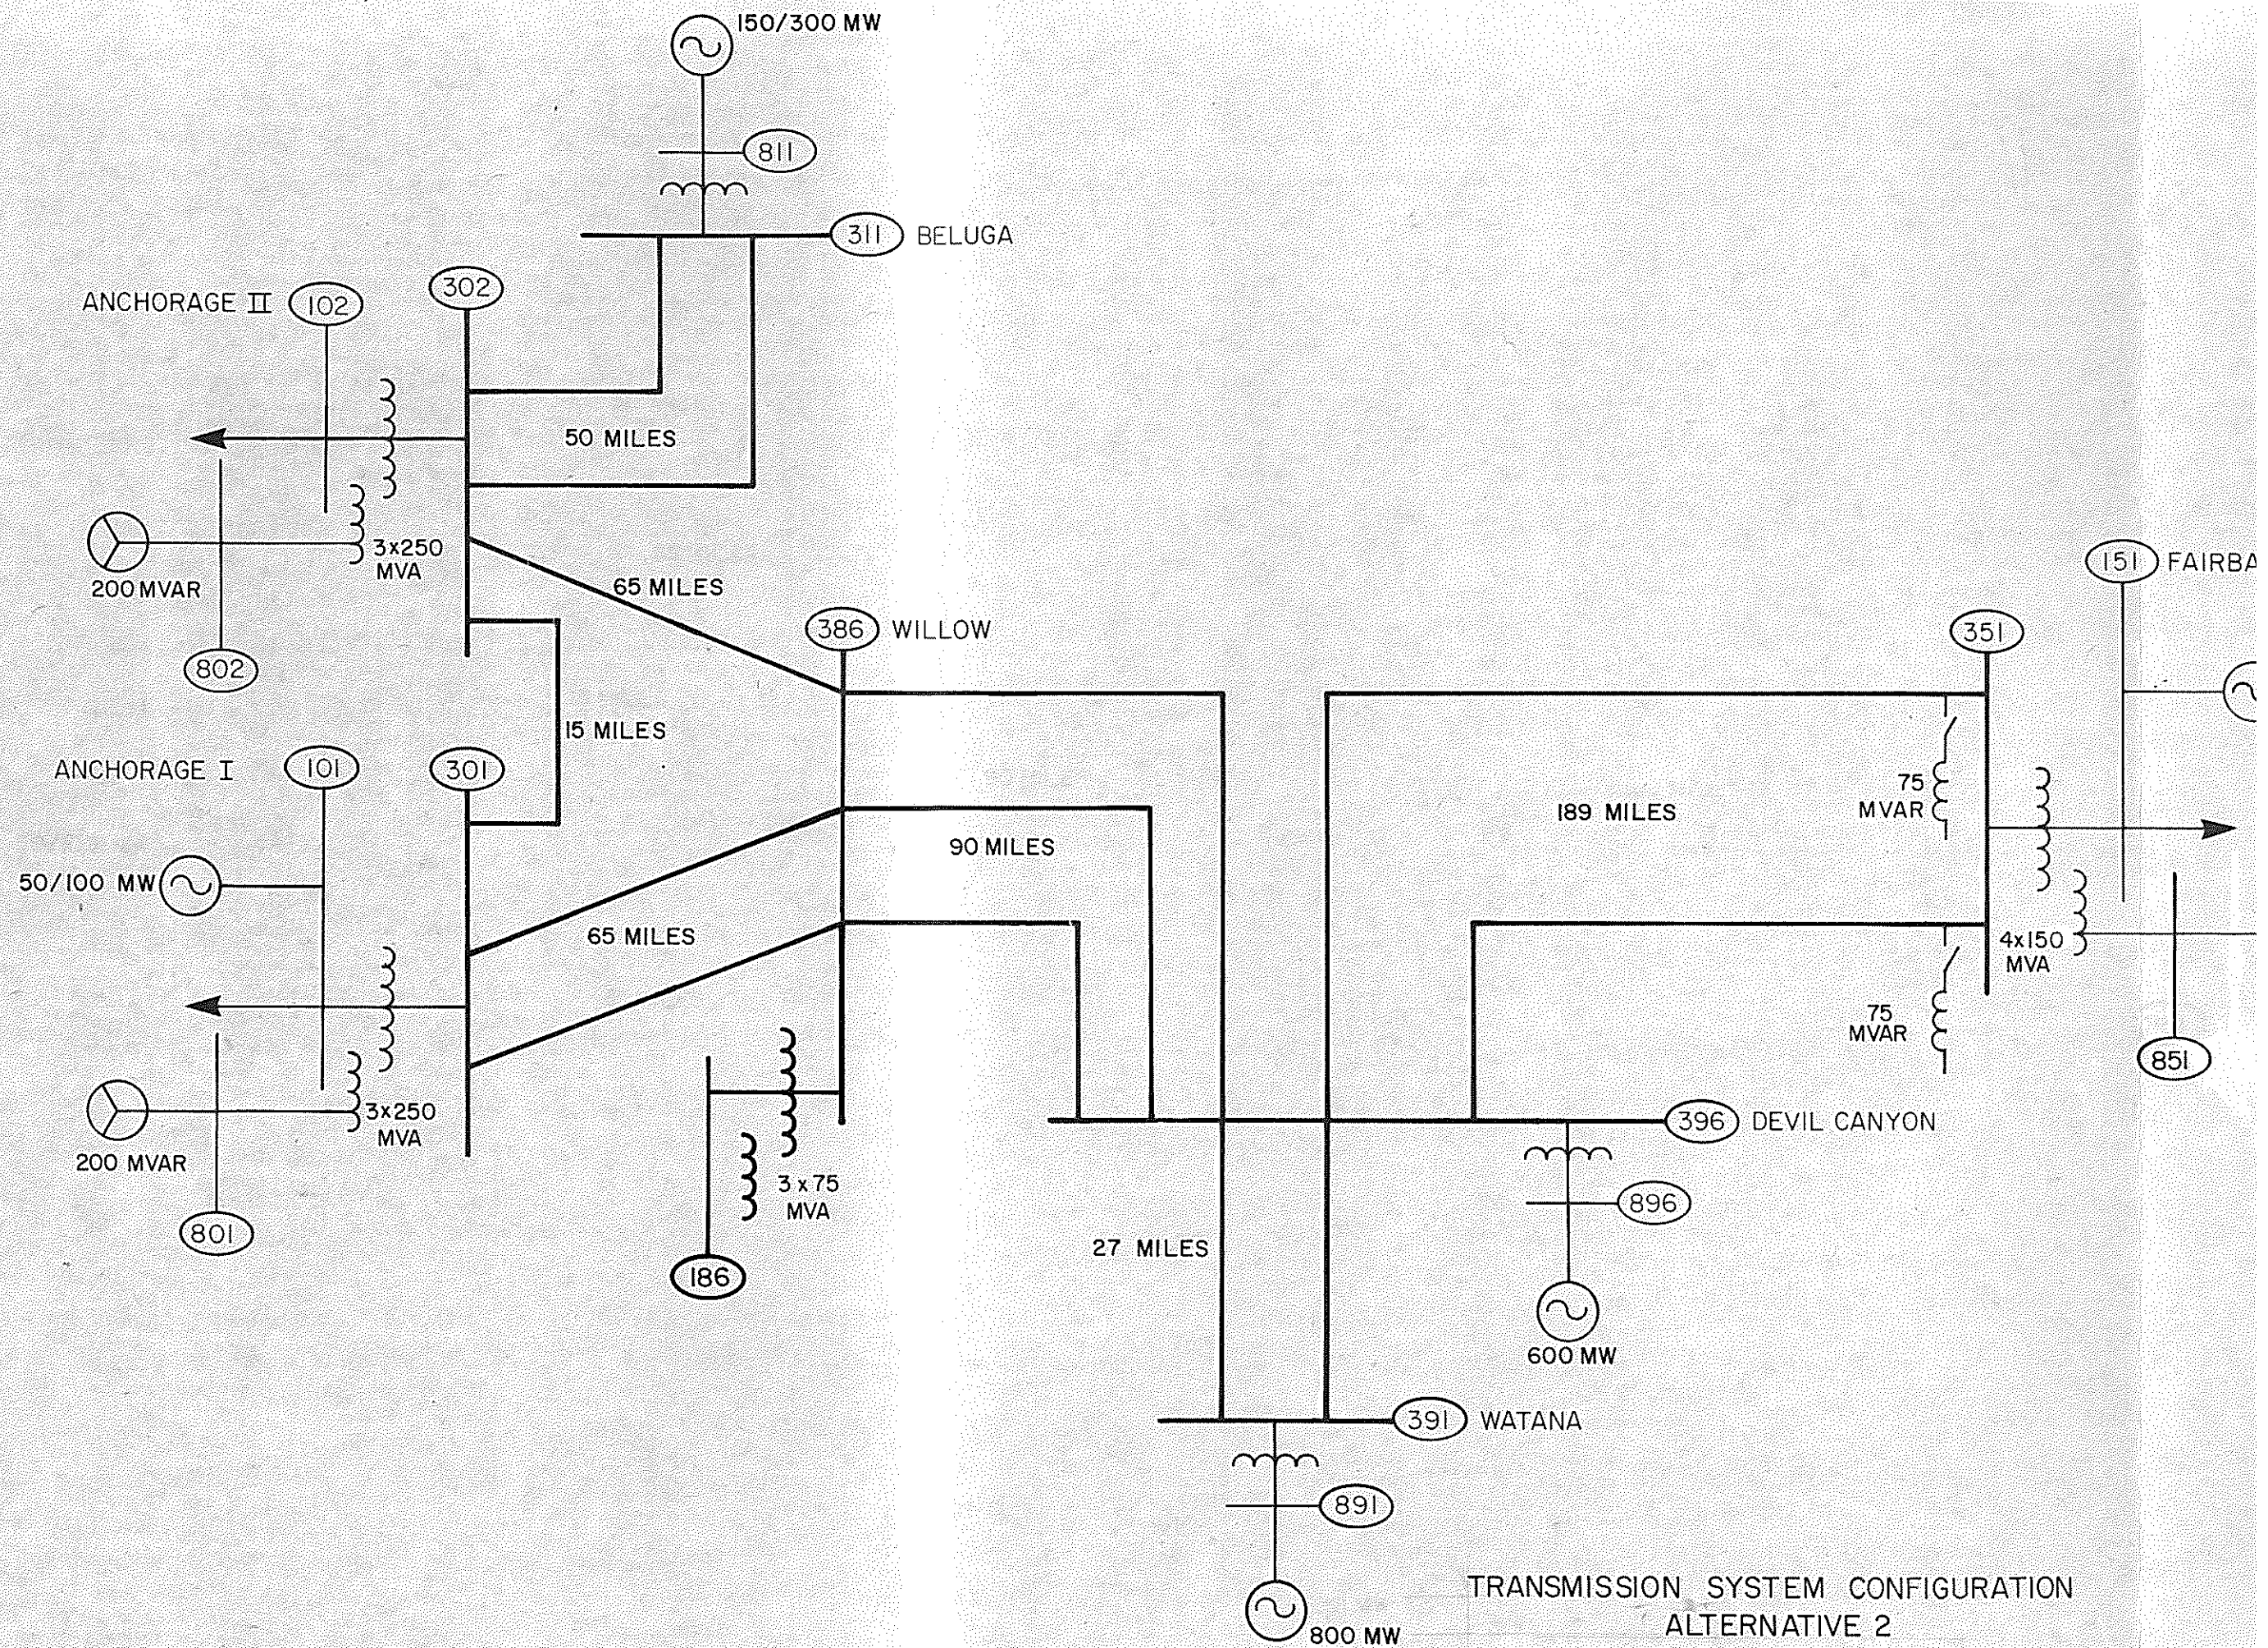 150/300 MW
811
311 BELUGA
302
ANCHORAGE II 102
50 MILES
3x250
MVA
200 MVAR
65 MILES
802
386 WILLOW
15 MILES
ANCHORAGE I 101
301
50/100 MW
90 MILES
65 MILES
3x250
MVA
200 MVAR
801
3 x 75
MVA
186
27 MILES
151 FAIRBA
351
75
MVAR
189 MILES
4x150
MVA
75
MVAR
851
396 DEVIL CANYON
896
600 MW
391 WATANA
891
800 MW
TRANSMISSION SYSTEM CONFIGURATION
ALTERNATIVE 2